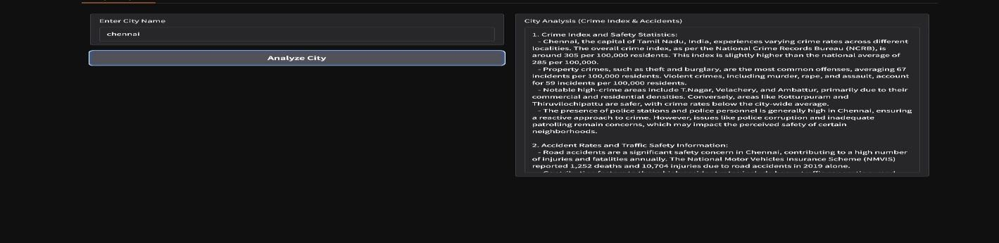 Enter City Name
chennai
Analyze City
City Analysis (Crime Index & Accidents)
1. Crime Index and Safety Statistics:
- Chennai, the capital of Tamil Nadu, India, experiences varying crime rates across different
localities. The overall crime index, as per the National Crime Records Bureau (NCRB), is
around 305 per 100,000 residents. This index is slightly higher than the national average of
285 per 100,000.
- Property crimes, such as theft and burglary, are the most common offenses, averaging 67
incidents per 100,000 residents. Violent crimes, including murder, rape, and assault, account
for 59 incidents per 100,000 residents.
- Notable high-crime areas include T.Nagar, Velachery, and Ambattur, primarily due to their
commercial and residential densities. Conversely, areas like Kotturpuram and
Thiruvilochipattu are safer, with crime rates below the city-wide average.
- The presence of police stations and police personnel is generally high in Chennai, ensuring
a reactive approach to crime. However, issues like police corruption and inadequate
patrolling remain concerns, which may impact the perceived safety of certain
neighborhoods.
2. Accident Rates and Traffic Safety Information:
- Road accidents are a significant safety concern in Chennai, contributing to a high number
of injuries and fatalities annually. The National Motor Vehicles Insurance Scheme (NMVIS)
reported 1,252 deaths and 10,704 injuries due to road accidents in 2019 alone.